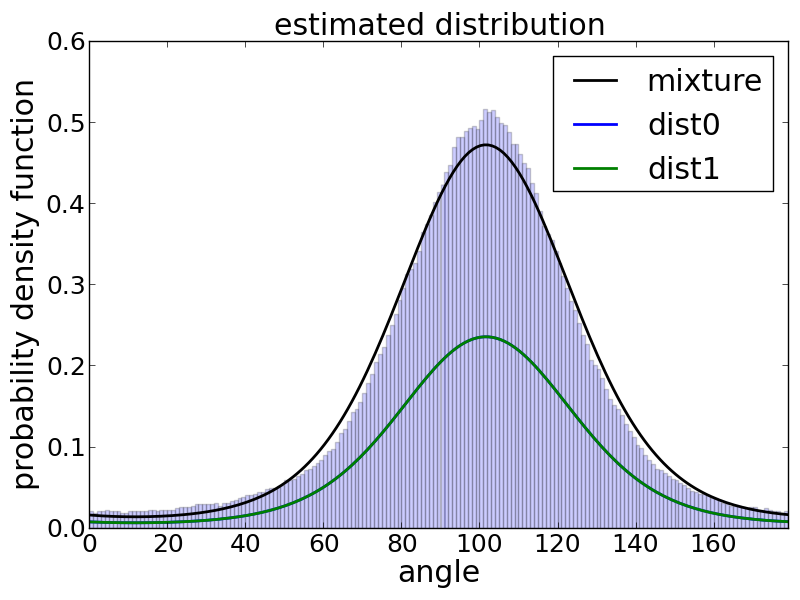 estimated distribution
0.6
0.5
0.4
0.3
0.2
0.1
0.0
probability density function
mixture
dist0
dist1
0 20 40 60 80 100 120 140 160
angle